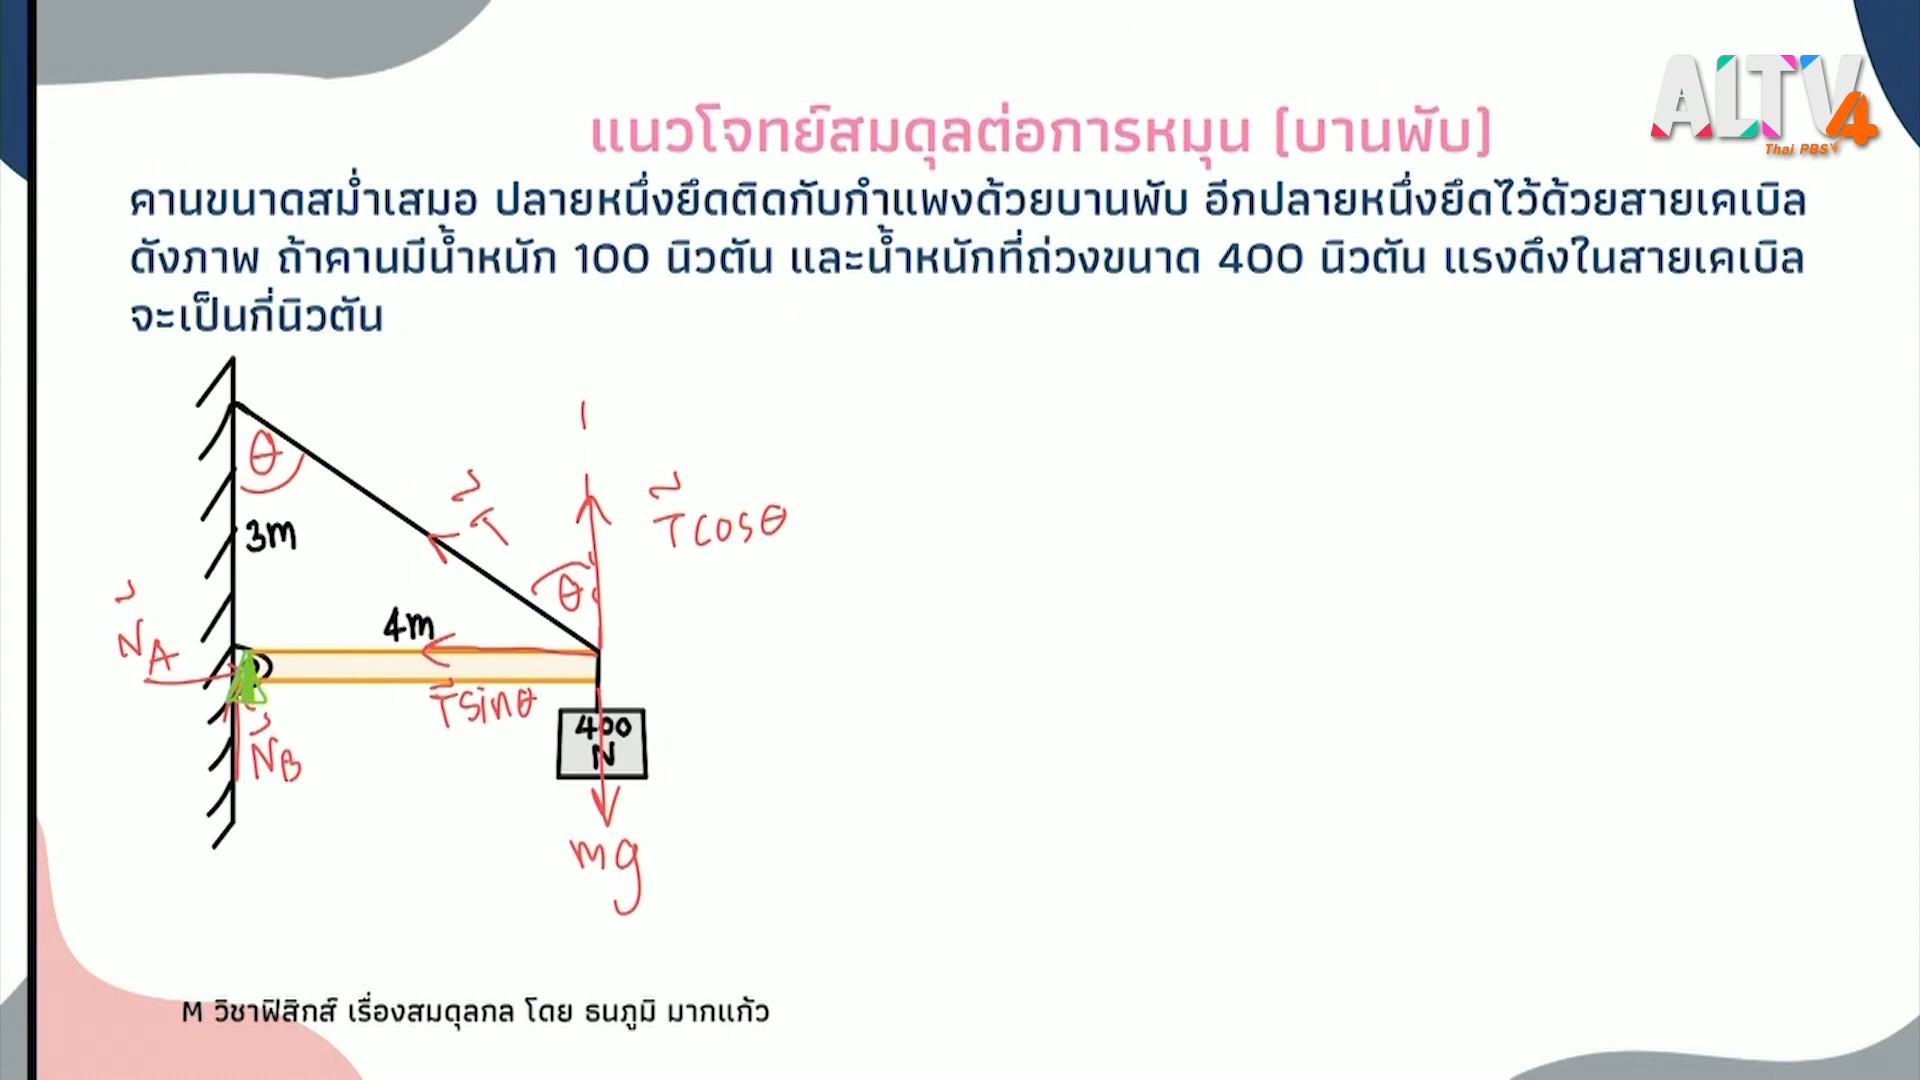 ALTV4
Thai PBS
แนวโจทย์สมดุลต่อการหมุน (บานพับ)
คานขนาดสม่ำเสมอ ปลายหนึ่งยึดติดกับกำแพงด้วยบานพับ อีกปลายหนึ่งยึดไว้ด้วยสายเคเบิล
ดังภาพ ถ้าคานมีน้ำหนัก 100 นิวตัน และน้ำหนักที่ถ่วงขนาด 400 นิวตัน แรงดึงในสายเคเบิล
จะเป็นกี่นิวตัน
θ
T
Tcosθ
3m
θ
4m
NA
Tsinθ
400
N
NB
mg
M วิชาฟิสิกส์ เรื่องสมดุลกล โดย ธนภูมิ มากแก้ว